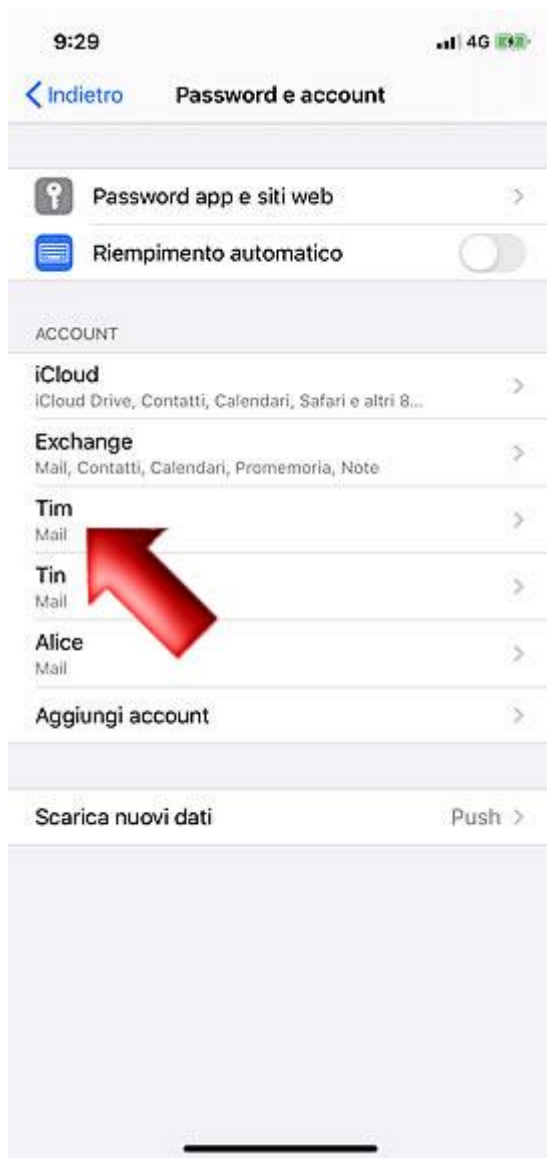 9:29 4G
Indietro Password e account
Password app e siti web
Riempimento automatico
ACCOUNT
iCloud
iCloud Drive, Contatti, Calendari, Safari e altri 8...
Exchange
Mail, Contatti, Calendari, Promemoria, Note
Tim
Mail
Tin
Mail
Alice
Mail
Aggiungi account
Scarica nuovi dati Push